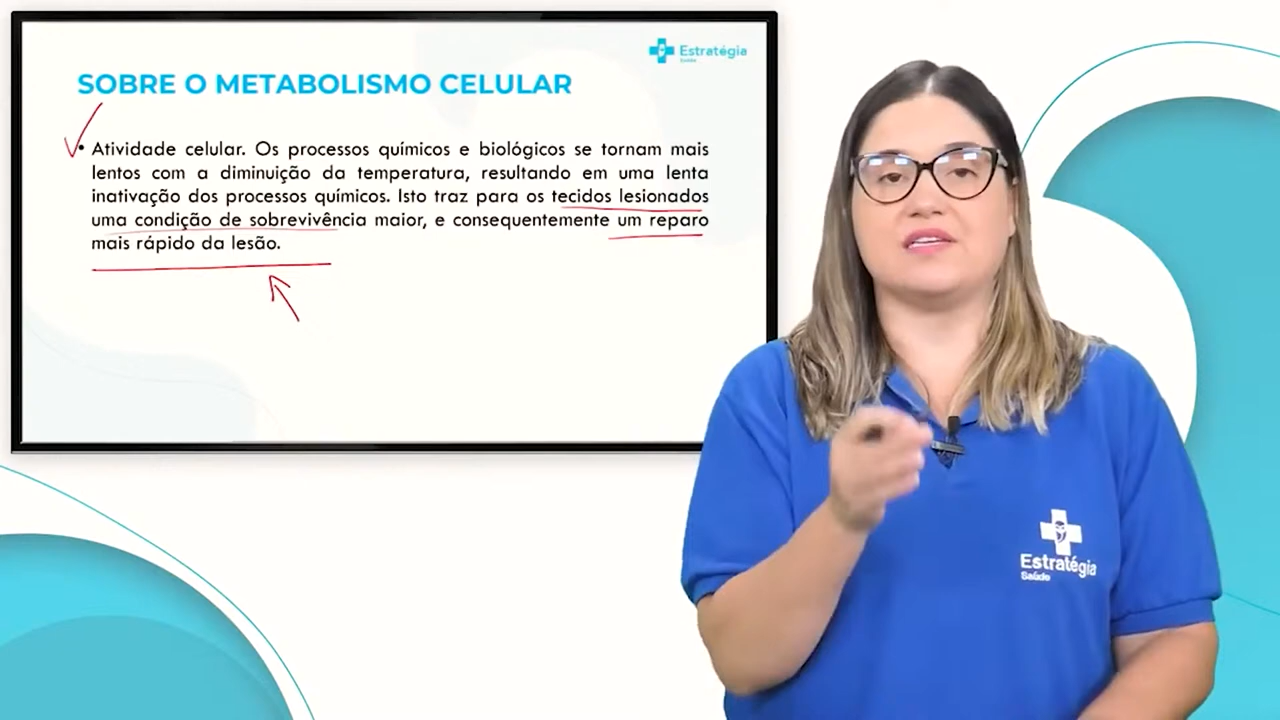 Estratégia
Saúde
SOBRE O METABOLISMO CELULAR
• Atividade celular. Os processos químicos e biológicos se tornam mais
lentos com a diminuição da temperatura, resultando em uma lenta
inativação dos processos químicos. Isto traz para os tecidos lesionados
uma condição de sobrevivência maior, e consequentemente um reparo
mais rápido da lesão.
Estratégia
Saúde